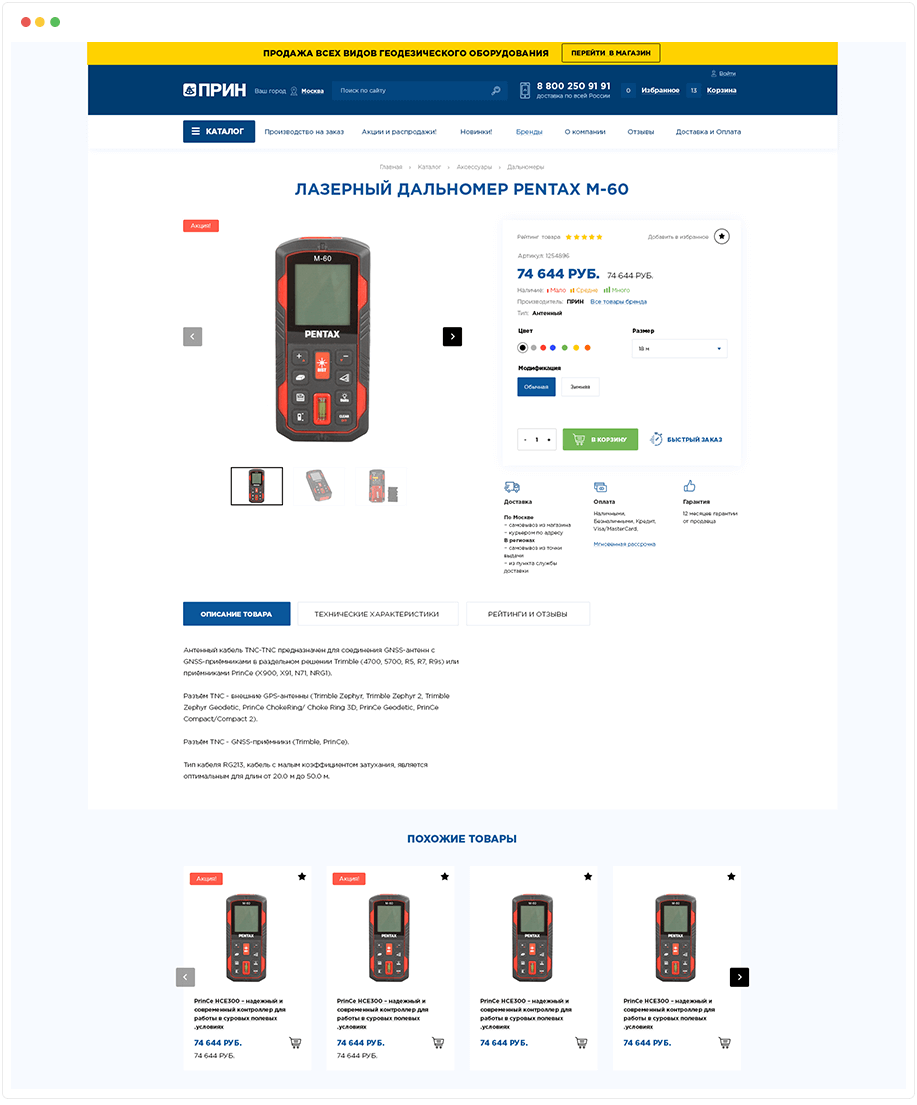 ПРОДАЖА ВСЕХ ВИДОВ ГЕОДЕЗИЧЕСКОГО ОБОРУДОВАНИЯ ПЕРЕЙТИ В МАГАЗИН
Войти
ПРИН Ваш город Москва Поиск по сайту 8 800 250 91 91 0 Избранное 13 Корзина
доставка по всей России
КАТАЛОГ Производство на заказ Акции и распродажи! Новинки! Бренды О компании Отзывы Доставка и Оплата
Главная › Каталог › Аксессуары › Дальномеры
ЛАЗЕРНЫЙ ДАЛЬНОМЕР PENTAX M-60
Акция!
M-60
PENTAX
Рейтинг товара Добавить в избранное
Артикул: 1254896
74 644 РУБ. 74 644 РУБ.
Наличие: Мало Средне Много
Производитель: ПРИН Все товары бренда
Тип: Антенный
Цвет Размер
18 м
Модификация
Обычная Зимняя
- 1 + В КОРЗИНУ БЫСТРЫЙ ЗАКАЗ
Доставка
По Москве
– самовывоз из магазина
– курьером по адресу
В регионах
– самовывоз из точки
выдачи
– из пункта службы
доставки
Оплата
Наличными,
Безналичными, Кредит,
Visa/MasterCard,
Мгновенная рассрочка
Гарантия
12 месяцев гарантии
от продавца
ОПИСАНИЕ ТОВАРА ТЕХНИЧЕСКИЕ ХАРАКТЕРИСТИКИ РЕЙТИНГИ И ОТЗЫВЫ
Антенный кабель TNC-TNC предназначен для соединения GNSS-антенн с
GNSS-приёмниками в раздельном решении Trimble (4700, 5700, R5, R7, R9s) или
приёмниками PrinCe (X900, X91, N71, NRG1).
Разъём TNC - внешние GPS-антенны (Trimble Zephyr, Trimble Zephyr 2, Trimble
Zephyr Geodetic, PrinCe ChokeRing/ Choke Ring 3D, PrinCe Geodetic, PrinCe
Compact/Compact 2).
Разъём TNC - GNSS-приёмники (Trimble, PrinCe).
Тип кабеля RG213, кабель с малым коэффициентом затухания, является
оптимальным для длин от 20.0 м до 50.0 м.
ПОХОЖИЕ ТОВАРЫ
Акция!
M-60
PENTAX
PrinCe HCE300 – надежный и
современный контроллер для
работы в суровых полевых
.условиях
74 644 РУБ.
74 644 РУБ.
Акция!
M-60
PENTAX
PrinCe HCE300 – надежный и
современный контроллер для
работы в суровых полевых
.условиях
74 644 РУБ.
74 644 РУБ.
M-60
PENTAX
PrinCe HCE300 – надежный и
современный контроллер для
работы в суровых полевых
.условиях
74 644 РУБ.
M-60
PENTAX
PrinCe HCE300 – надежный и
современный контроллер для
работы в суровых полевых
.условиях
74 644 РУБ.